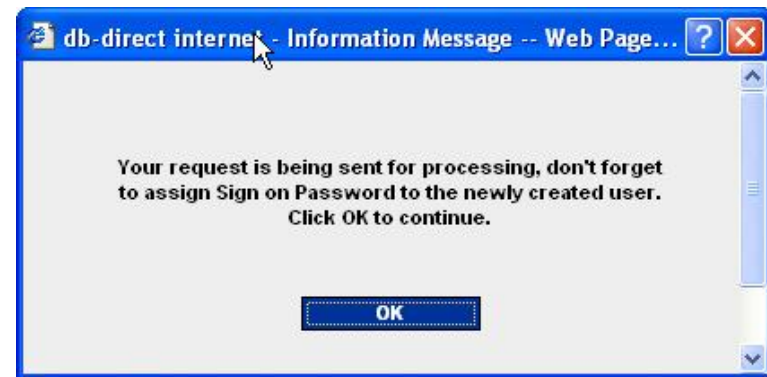 db-direct internet - Information Message -- Web Page...
Your request is being sent for processing, don't forget
to assign Sign on Password to the newly created user.
Click OK to continue.
OK